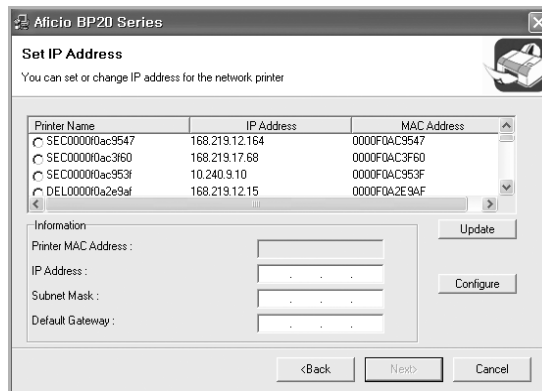 Aficio BP20 Series
Set IP Address
You can set or change IP address for the network printer
Printer Name IP Address MAC Address
SEC0000f0ac9547 168.219.12.164 0000F0AC9547
SEC0000f0ac3f60 168.219.17.68 0000F0AC3F60
SEC0000f0ac953f 10.240.9.10 0000F0AC953F
DEL0000f0a2e9af 168.219.12.15 0000F0A2E9AF
Information
Update
Printer MAC Address :
IP Address : . . .
Configure
Subnet Mask : . . .
Default Gateway : . . .
<Back Next> Cancel